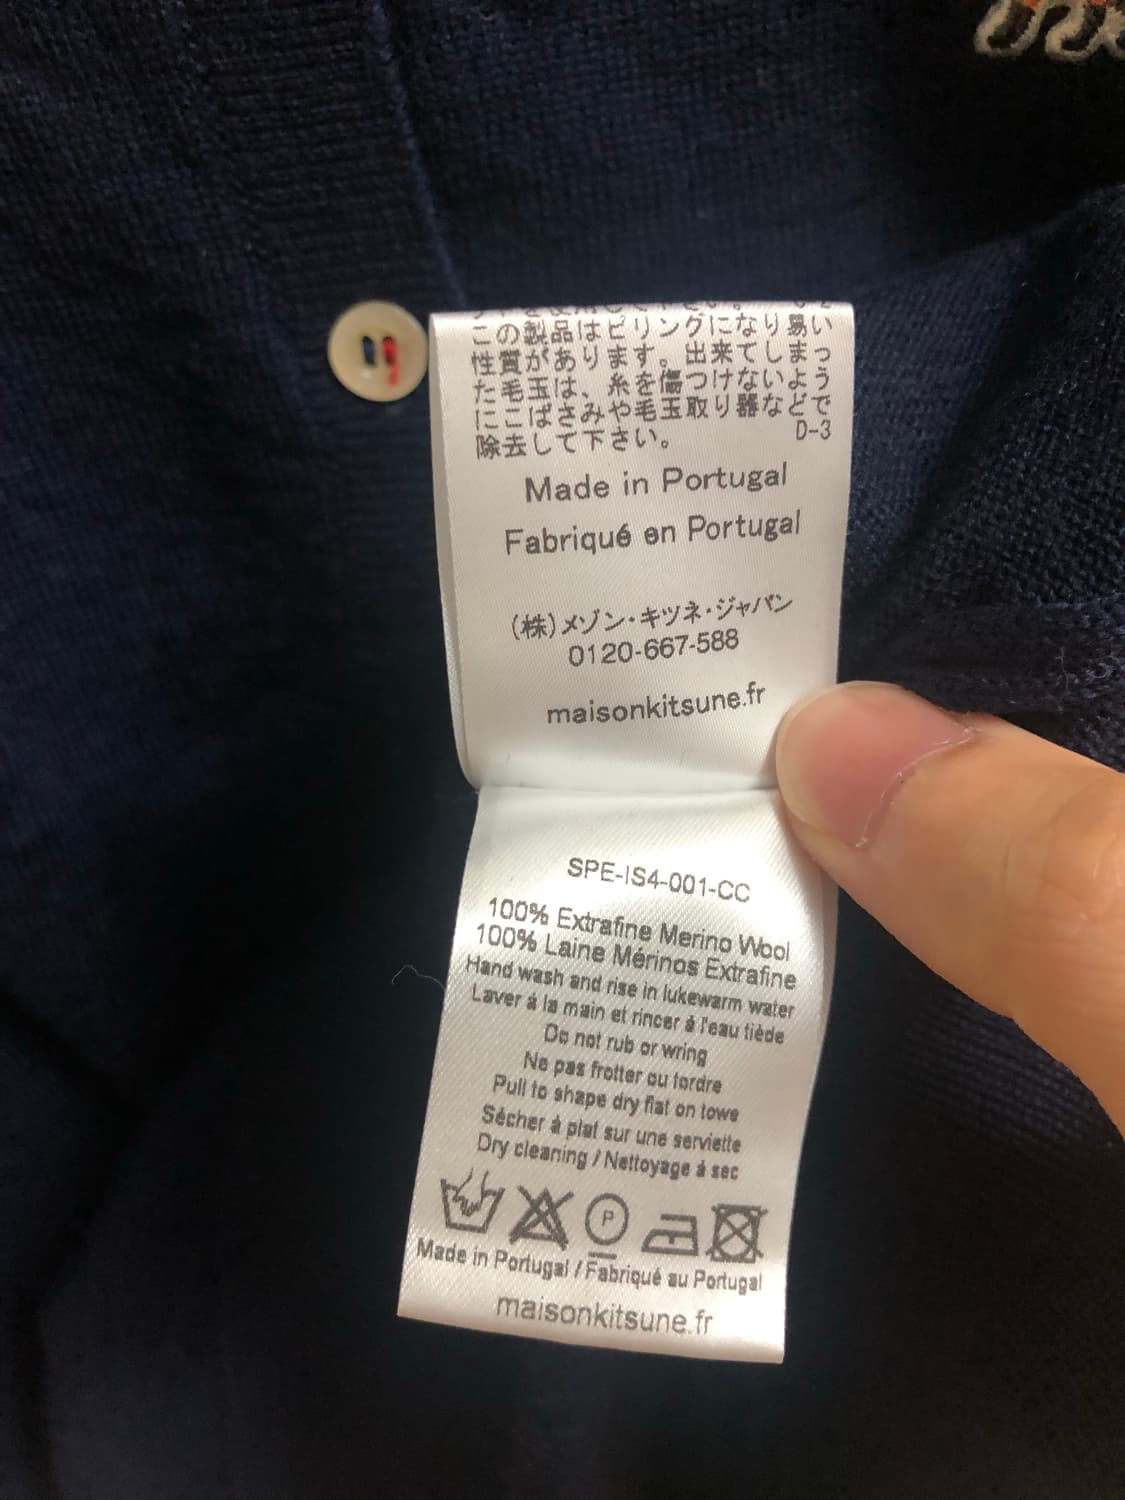 この製品はピリングになり易い
性質があります。出来てしまっ
た毛玉は、糸を傷つけないよう
にこばさみや毛玉取り器などで
除去して下さい。 D-3
Made in Portugal
Fabriqué en Portugal
(株)メゾン・キツネ・ジャパン
0120-667-588
maisonkitsune.fr
SPE-IS4-001-CC
100% Extrafine Merino Wool
100% Laine Mérinos Extrafine
Hand wash and rise in lukewarm water
Laver à la main et rincer à l'eau tiède
Do not rub or wring
Ne pas frotter ou tordre
Pull to shape dry flat on towe
Sécher à plat sur une serviette
Dry cleaning / Nettoyage à sec
P
Made in Portugal / Fabriqué au Portugal
maisonkitsune.fr